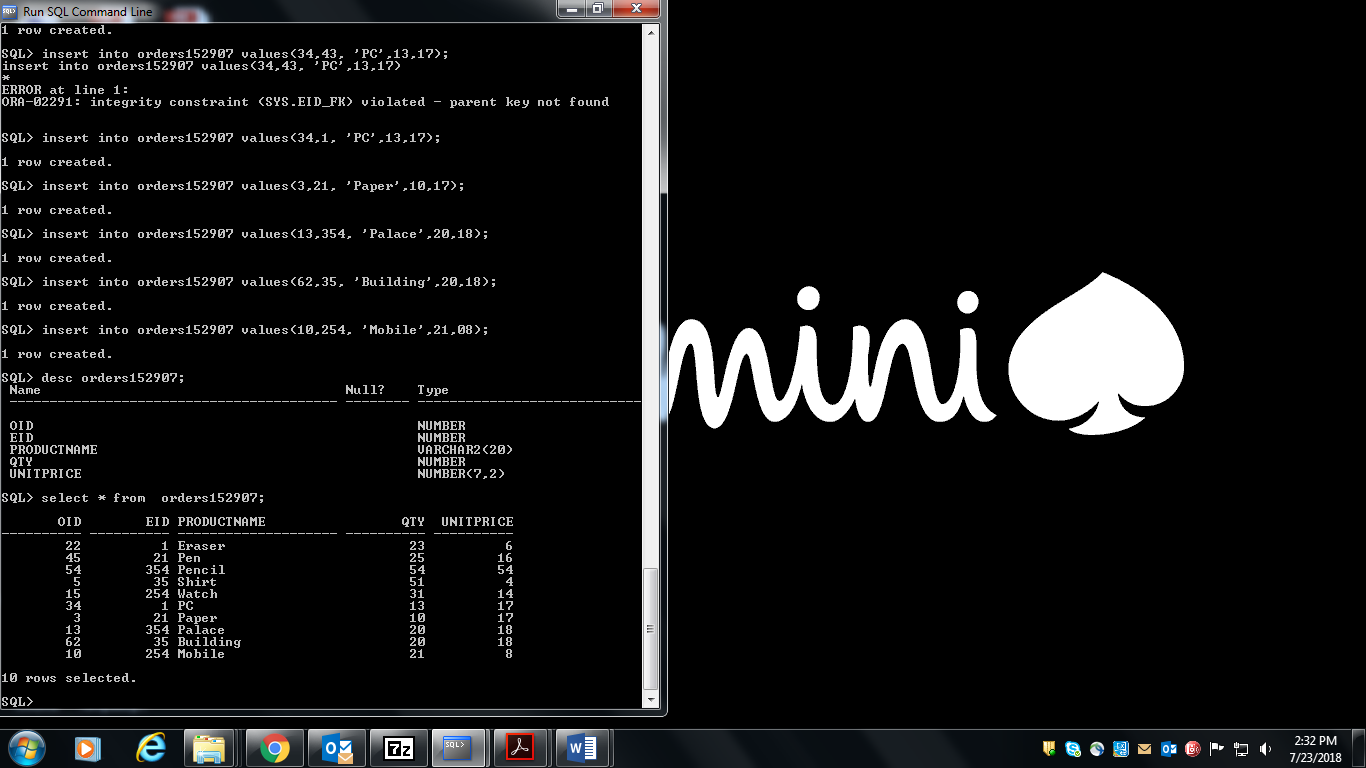 Run SQL Command Line
1 row created.
SQL> insert into orders152907 values(34,43, 'PC',13,17);
insert into orders152907 values(34,43, 'PC',13,17)
*
ERROR at line 1:
ORA-02291: integrity constraint (SYS.EID_FK) violated - parent key not found
SQL> insert into orders152907 values(34,1, 'PC',13,17);
1 row created.
SQL> insert into orders152907 values(3,21, 'Paper',10,17);
1 row created.
SQL> insert into orders152907 values(13,354, 'Palace',20,18);
1 row created.
SQL> insert into orders152907 values(62,35, 'Building',20,18);
1 row created.
SQL> insert into orders152907 values(10,254, 'Mobile',21,08);
1 row created.
SQL> desc orders152907;
Name Null? Type
----------------------------------------- -------- ----------------------------
OID NUMBER
EID NUMBER
PRODUCTNAME VARCHAR2(20)
QTY NUMBER
UNITPRICE NUMBER(7,2)
SQL> select * from  orders152907;
OID EID PRODUCTNAME QTY UNITPRICE
---------- ---------- -------------------- ---------- ----------
22 1 Eraser 23 6
45 21 Pen 25 16
54 354 Pencil 54 54
5 35 Shirt 51 4
15 254 Watch 31 14
34 1 PC 13 17
3 21 Paper 10 17
13 354 Palace 20 18
62 35 Building 20 18
10 254 Mobile 21 8
10 rows selected.
SQL>
mini
7z
SQL>
2:32 PM
7/23/2018